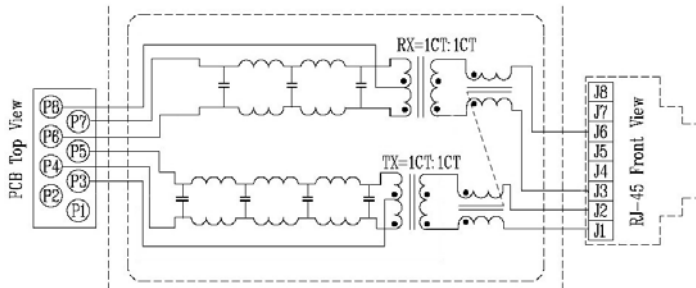 PCB Top View
P8
P7
P6
P5
P4
P3
P2
P1
RX=1CT:1CT
TX=1CT:1CT
J8
J7
J6
J5
J4
J3
J2
J1
RJ-45 Front View